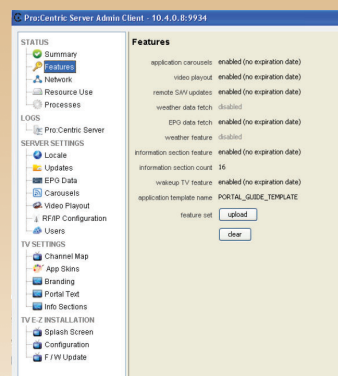 Pro:Centric Server Admin Client - 10.4.0.8:9934
STATUS
Summary
Features
Network
Resource Use
Processes
LOGS
Pro:Centric Server
SERVER SETTINGS
Locale
Updates
EPG Data
Carousels
Video Playout
RF/IP Configuration
Users
TV SETTINGS
Channel Map
App Skins
Branding
Portal Text
Info Sections
TV E-Z INSTALLATION
Splash Screen
Configuration
F / W Update
Features
application carousels enabled (no expiration date)
video playout enabled (no expiration date)
remote S/W updates enabled (no expiration date)
weather data fetch disabled
EPG data fetch enabled (no expiration date)
weather feature disabled
information section feature enabled (no expiration date)
information section count 16
wakeup TV feature enabled (no expiration date)
application template name PORTAL_GUIDE_TEMPLATE
feature set upload
clear